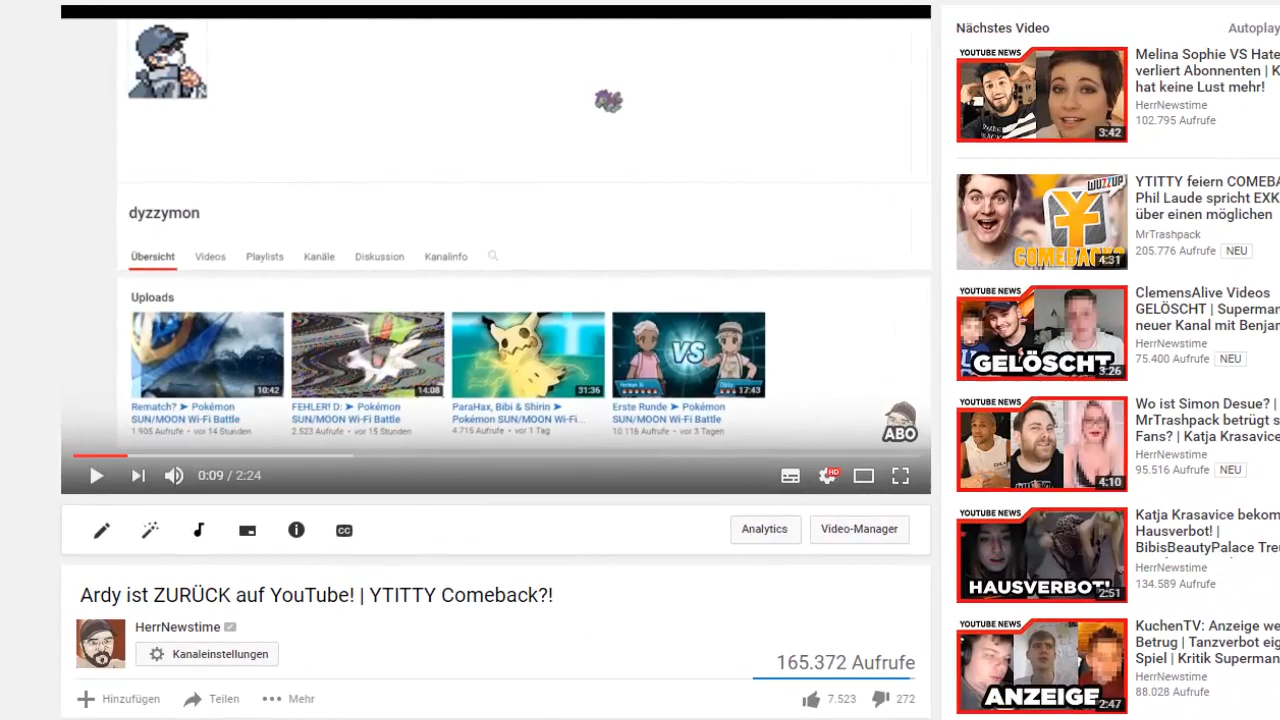 dyzzymon
Übersicht Videos Playlists Kanäle Diskussion Kanalinfo
Uploads
10:42
14:08
31:36
VS
17:43
Rematch? ➤ Pokémon
SUN/MOON Wi-Fi Battle
1.905 Aufrufe • vor 14 Stunden
FEHLER! D: ➤ Pokémon
SUN/MOON Wi-Fi Battle
2.523 Aufrufe • vor 15 Stunden
ParaHax, Bibi & Shirin ➤
Pokémon SUN/MOON Wi-Fi...
4.715 Aufrufe • vor 1 Tag
Erste Runde ➤ Pokémon
SUN/MOON Wi-Fi Battle
10.116 Aufrufe • vor 3 Tagen
ABO
0:09 / 2:24
HD
CC
Analytics
Video-Manager
Ardy ist ZURÜCK auf YouTube! | YTITTY Comeback?!
HerrNewstime
Kanaleinstellungen
165.372 Aufrufe
Hinzufügen Teilen Mehr
7.523 272
Nächstes Video Autoplay
YOUTUBE NEWS
3:42
Melina Sophie VS Hate
verliert Abonnenten | K
hat keine Lust mehr!
HerrNewstime
102.795 Aufrufe
WUZZUP
COMEBACK?
4:31
YTITTY feiern COMEBA
Phil Laude spricht EXK
über einen möglichen
MrTrashpack
205.776 Aufrufe NEU
YOUTUBE NEWS
GELÖSCHT
3:26
ClemensAlive Videos
GELÖSCHT | Superman
neuer Kanal mit Benja
HerrNewstime
75.400 Aufrufe NEU
YOUTUBE NEWS
4:10
Wo ist Simon Desue? |
MrTrashpack betrügt s
Fans? | Katja Krasavice
HerrNewstime
95.516 Aufrufe NEU
YOUTUBE NEWS
HAUSVERBOT!
2:51
Katja Krasavice bekom
Hausverbot! |
BibisBeautyPalace Tre
HerrNewstime
134.589 Aufrufe
YOUTUBE NEWS
ANZEIGE
2:47
KuchenTV: Anzeige we
Betrug | Tanzverbot eig
Spiel | Kritik Superman
HerrNewstime
88.028 Aufrufe